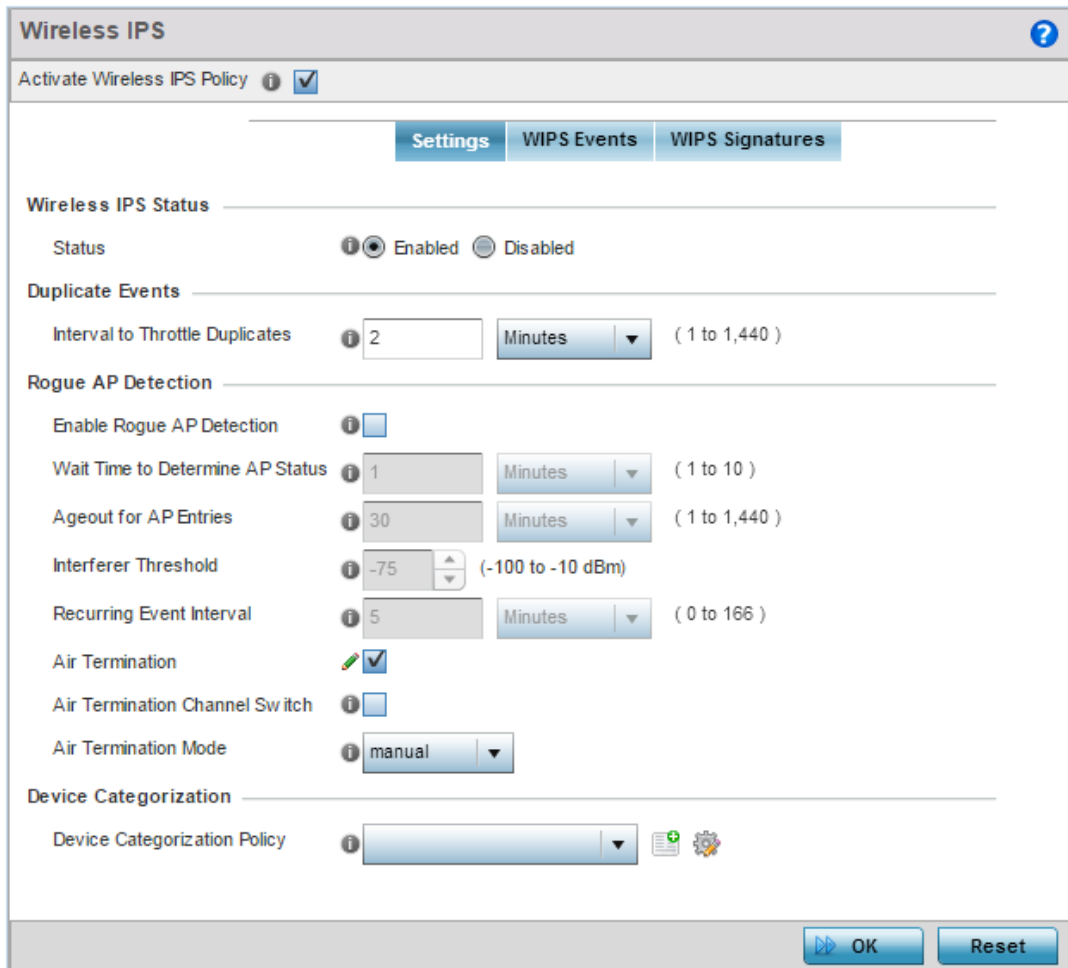 Wireless IPS
?
Activate Wireless IPS Policy
Settings WIPS Events WIPS Signatures
Wireless IPS Status
Status Enabled Disabled
Duplicate Events
Interval to Throttle Duplicates 2 Minutes ( 1 to 1,440 )
Rogue AP Detection
Enable Rogue AP Detection
Wait Time to Determine AP Status 1 Minutes ( 1 to 10 )
Ageout for AP Entries 30 Minutes ( 1 to 1,440 )
Interferer Threshold -75 (-100 to -10 dBm)
Recurring Event Interval 5 Minutes ( 0 to 166 )
Air Termination
Air Termination Channel Switch
Air Termination Mode manual
Device Categorization
Device Categorization Policy
OK Reset